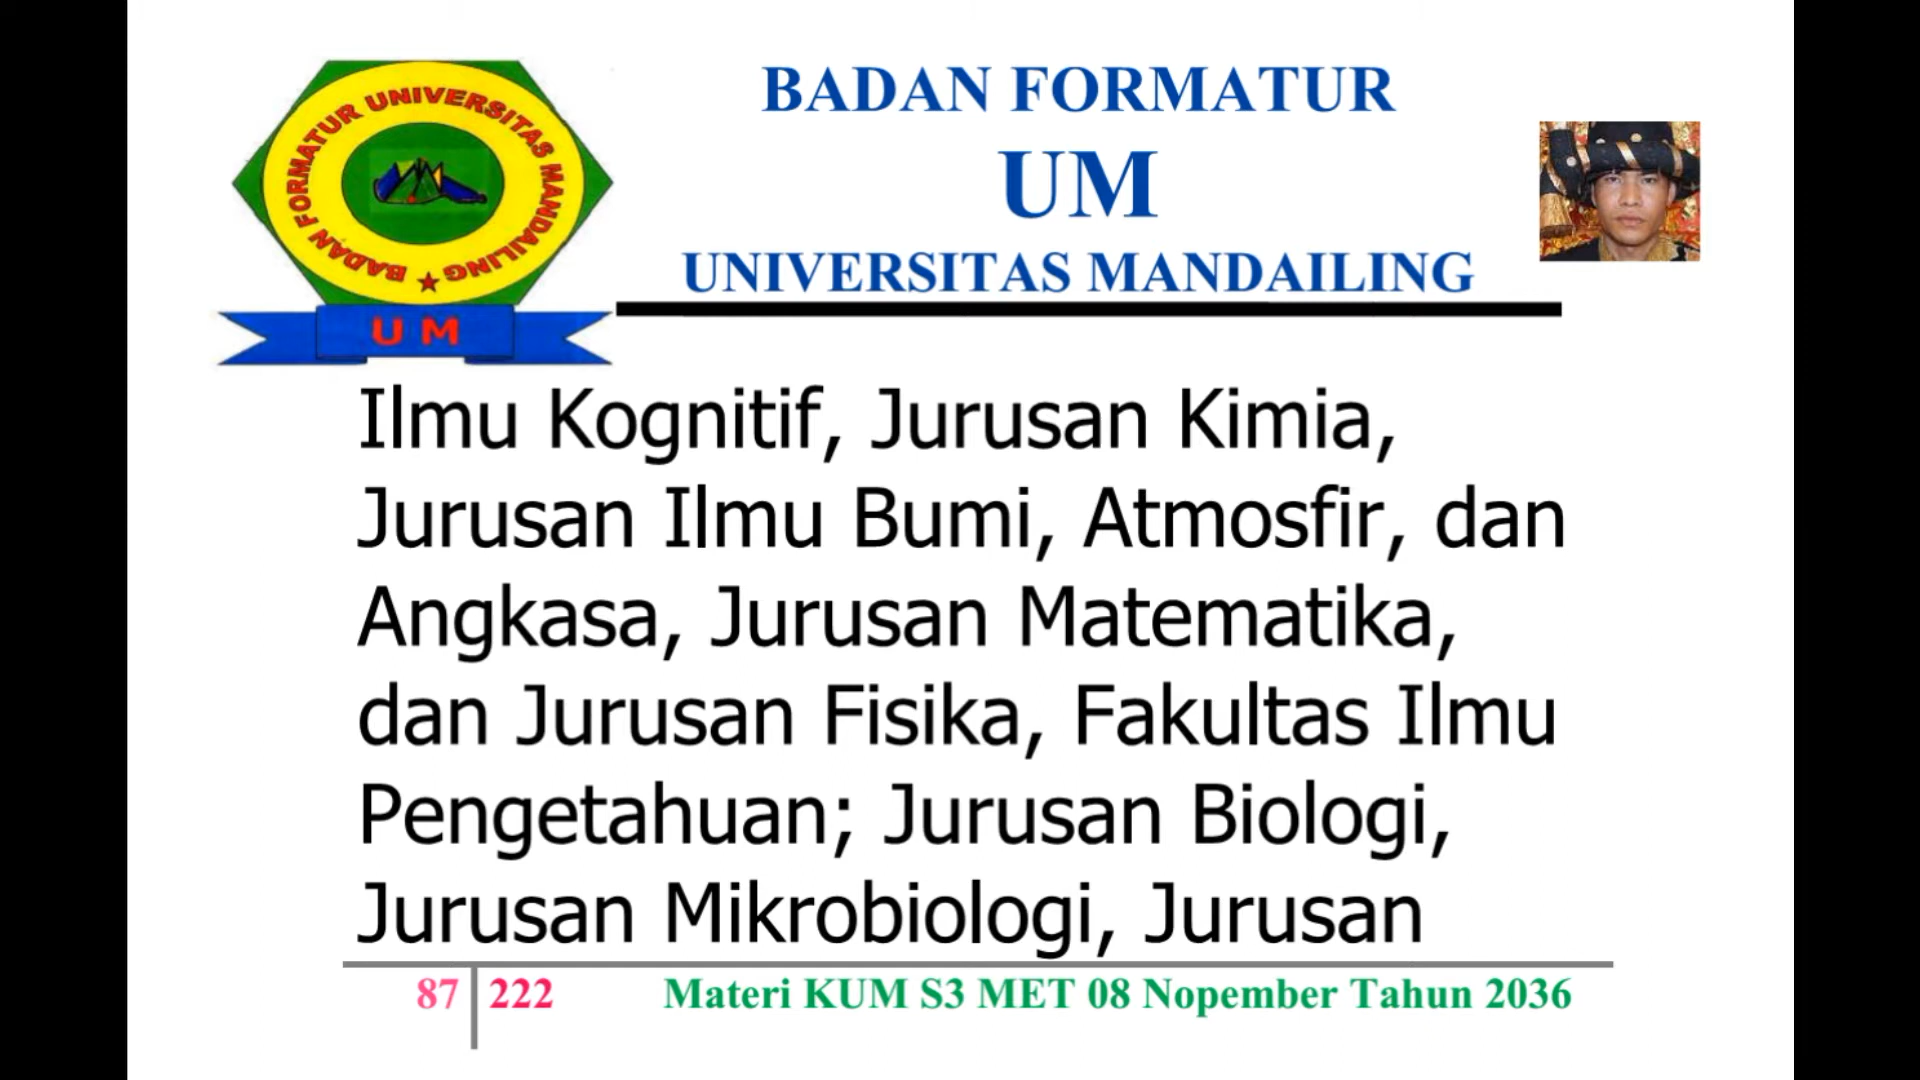 BADAN FORMATUR UNIVERSITAS MANDAILING
U M
BADAN FORMATUR
UM
UNIVERSITAS MANDAILING
Ilmu Kognitif, Jurusan Kimia,
Jurusan Ilmu Bumi, Atmosfir, dan
Angkasa, Jurusan Matematika,
dan Jurusan Fisika, Fakultas Ilmu
Pengetahuan; Jurusan Biologi,
Jurusan Mikrobiologi, Jurusan
87 222 Materi KUM S3 MET 08 Nopember Tahun 2036